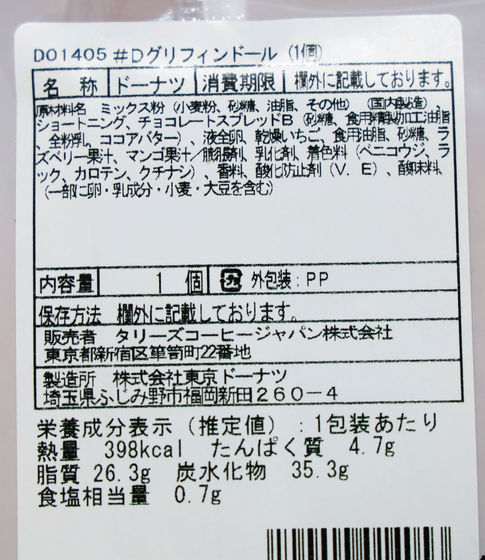 D01405 #Dグリフィンドール (1個)
名 称 ドーナツ 消費期限 欄外に記載しております。
原材料名 ミックス粉（小麦粉、砂糖、油脂、その他）（国内製造）、
ショートニング、チョコレートスプレッドB（砂糖、食用精製加工油脂
、全粉乳、ココアバター）、液全卵、乾燥いちご、食用油脂、砂糖、ラ
ズベリー果汁、マンゴ果汁／膨張剤、乳化剤、着色料（ベニコウジ、ラ
ック、カロテン、クチナシ）、香料、酸化防止剤（V．E）、酸味料、
（一部に卵・乳成分・小麦・大豆を含む）
内容量 1 個 外包装：PP
保存方法 欄外に記載しております。
販売者 タリーズコーヒージャパン株式会社
東京都新宿区箪笥町22番地
製造所 株式会社東京ドーナツ
埼玉県ふじみ野市福岡新田260－4
栄養成分表示（推定値）：1包装あたり
熱量 398kcal たんぱく質 4.7g
脂質 26.3g 炭水化物 35.3g
食塩相当量 0.7g